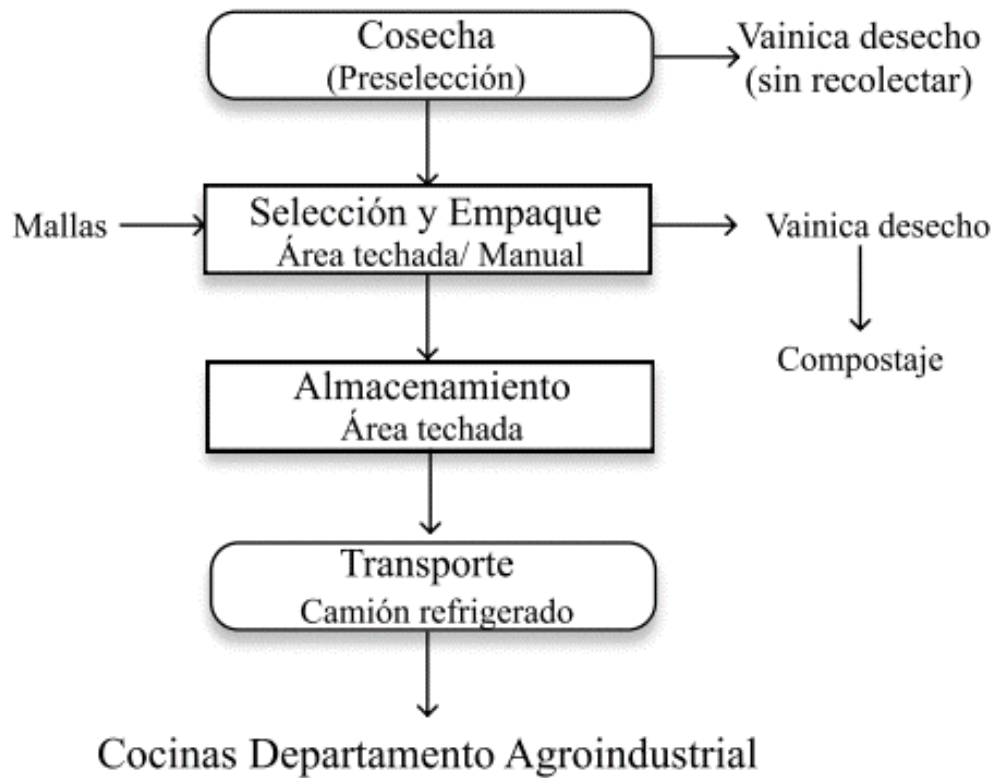 Cosecha
(Preselección)
Vainica desecho
(sin recolectar)
Mallas
Selección y Empaque
Área techada/ Manual
Vainica desecho
Compostaje
Almacenamiento
Área techada
Transporte
Camión refrigerado
Cocinas Departamento Agroindustrial